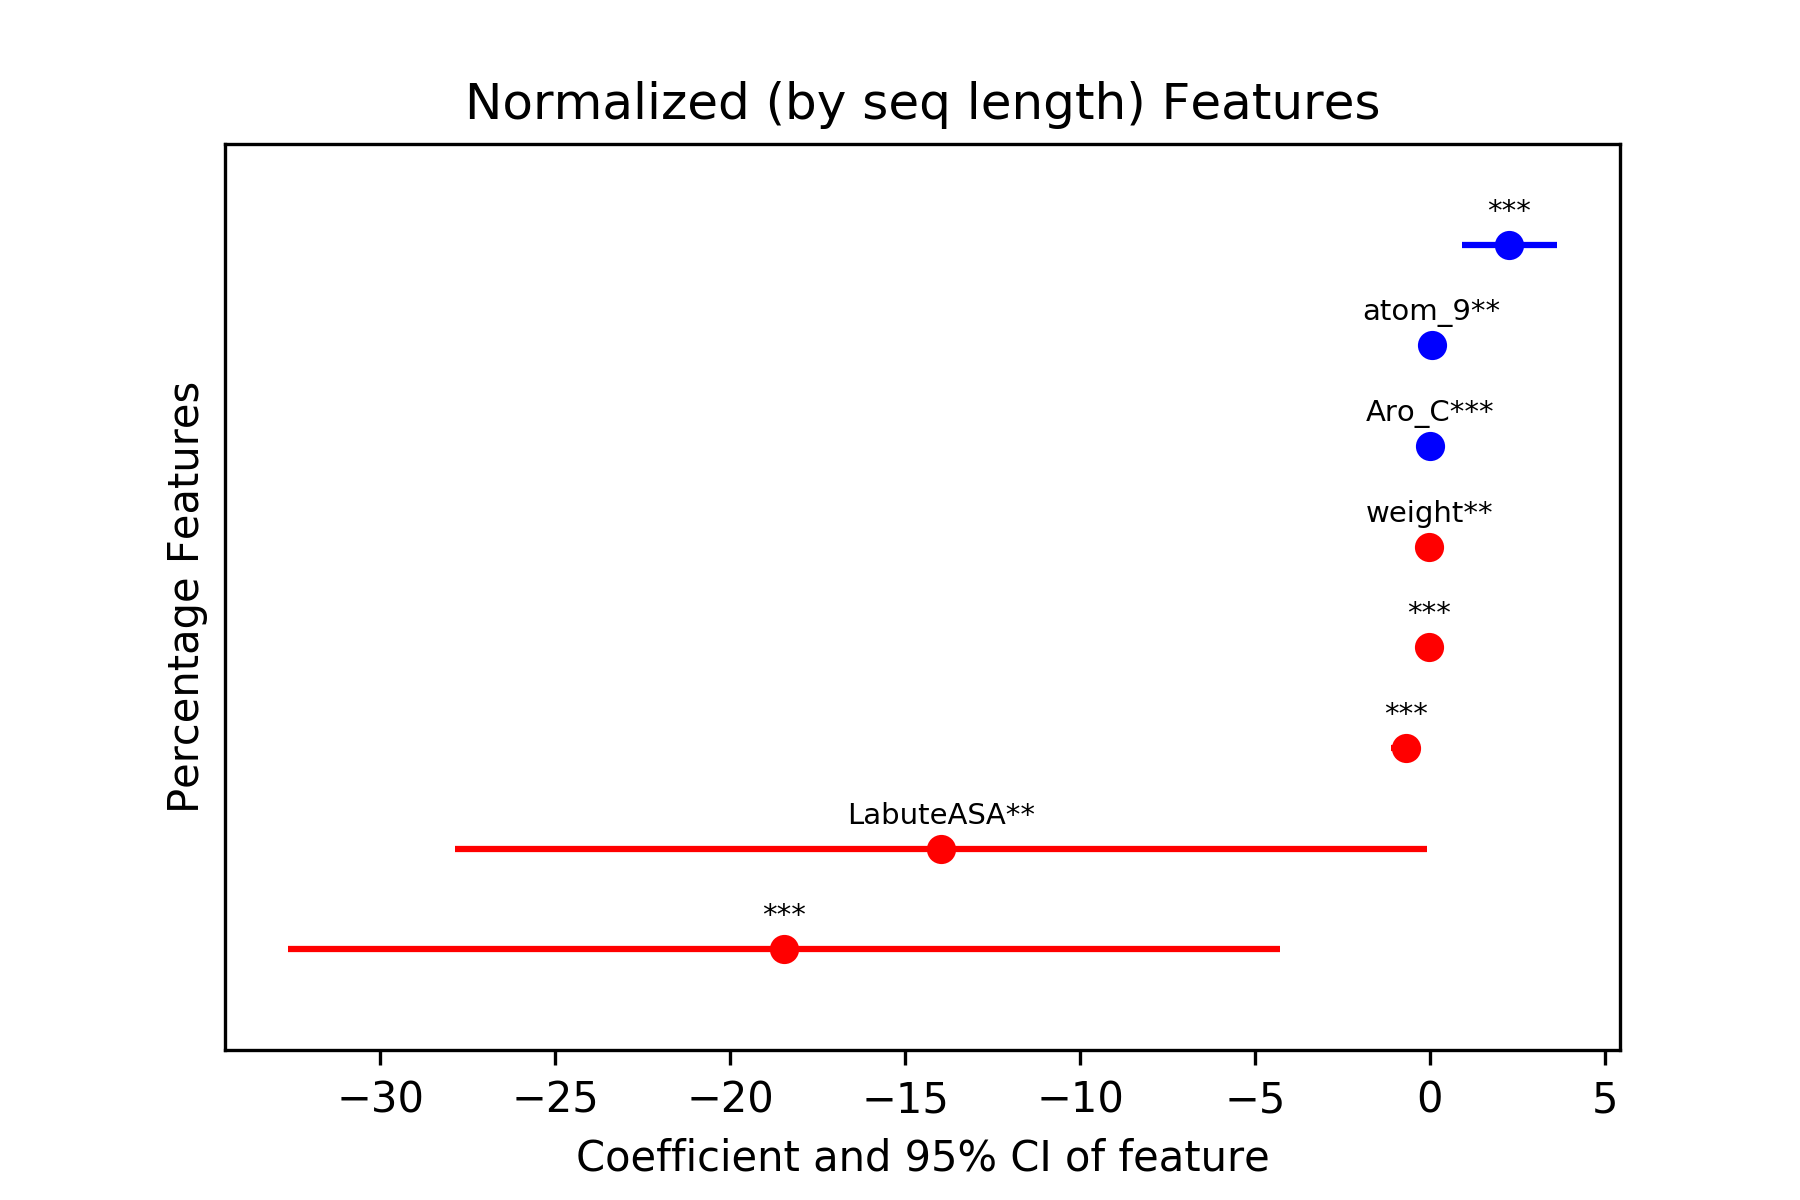 Normalized (by seq length) Features
***
atom_9**
Aro_C***
weight**
***
***
LabuteASA**
***
Percentage Features
−30 −25 −20 −15 −10 −5 0 5
Coefficient and 95% CI of feature